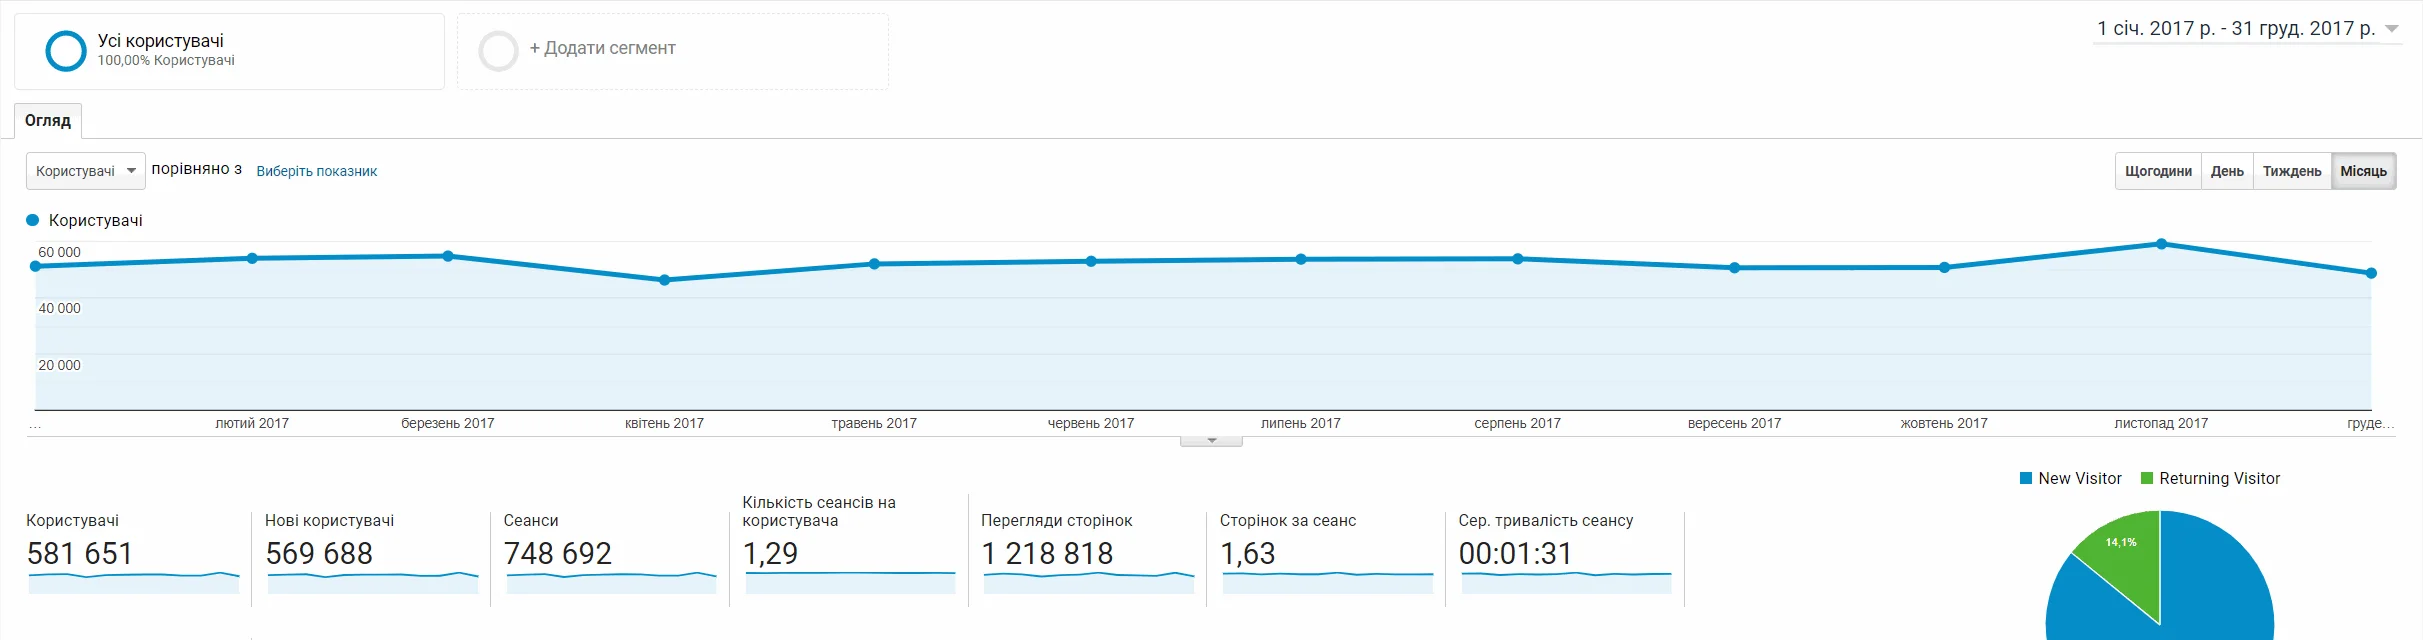 Усі користувачі
100,00% Користувачі
+ Додати сегмент
1 січ. 2017 р. - 31 груд. 2017 р.
Огляд
Користувачі порівняно з Виберіть показник
Щогодини День Тиждень Місяць
Користувачі
60 000
40 000
20 000
... лютий 2017 березень 2017 квітень 2017 травень 2017 червень 2017 липень 2017 серпень 2017 вересень 2017 жовтень 2017 листопад 2017 груде...
New Visitor Returning Visitor
Користувачі
581 651
Нові користувачі
569 688
Сеанси
748 692
Кількість сеансів на
користувача
1,29
Перегляди сторінок
1 218 818
Сторінок за сеанс
1,63
Сер. тривалість сеансу
00:01:31
14,1%